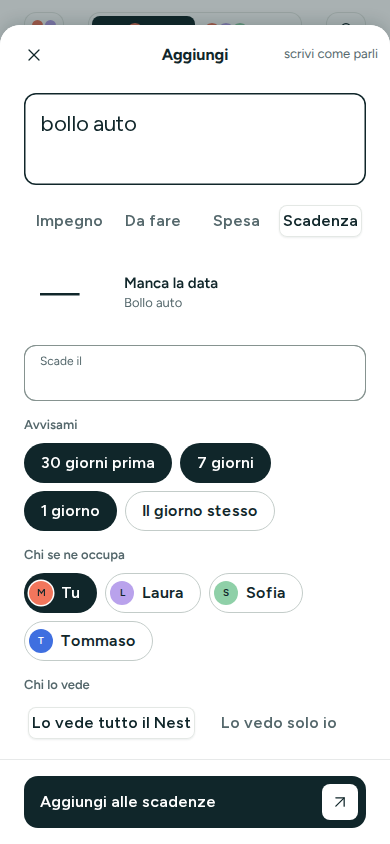 Aggiungi
scrivi come parli
bollo auto
Impegno Da fare Spesa Scadenza
Manca la data
Bollo auto
Scade il
Avvisami
30 giorni prima 7 giorni
1 giorno Il giorno stesso
Chi se ne occupa
M Tu L Laura S Sofia
T Tommaso
Chi lo vede
Lo vede tutto il Nest Lo vedo solo io
Aggiungi alle scadenze